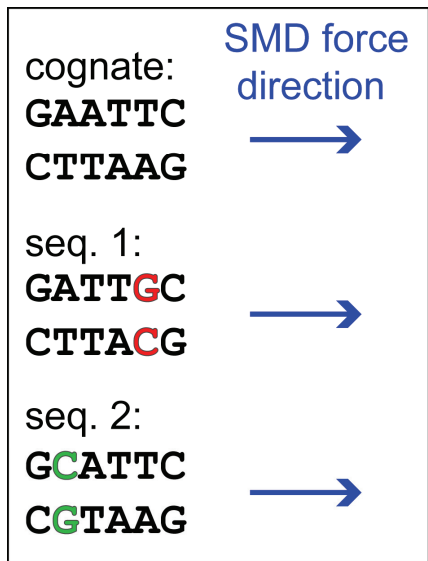 SMD force
direction
cognate:
GAATTC
CTTAAG
seq. 1:
GATTGC
CTTACG
seq. 2:
GCATTC
CGTAAG